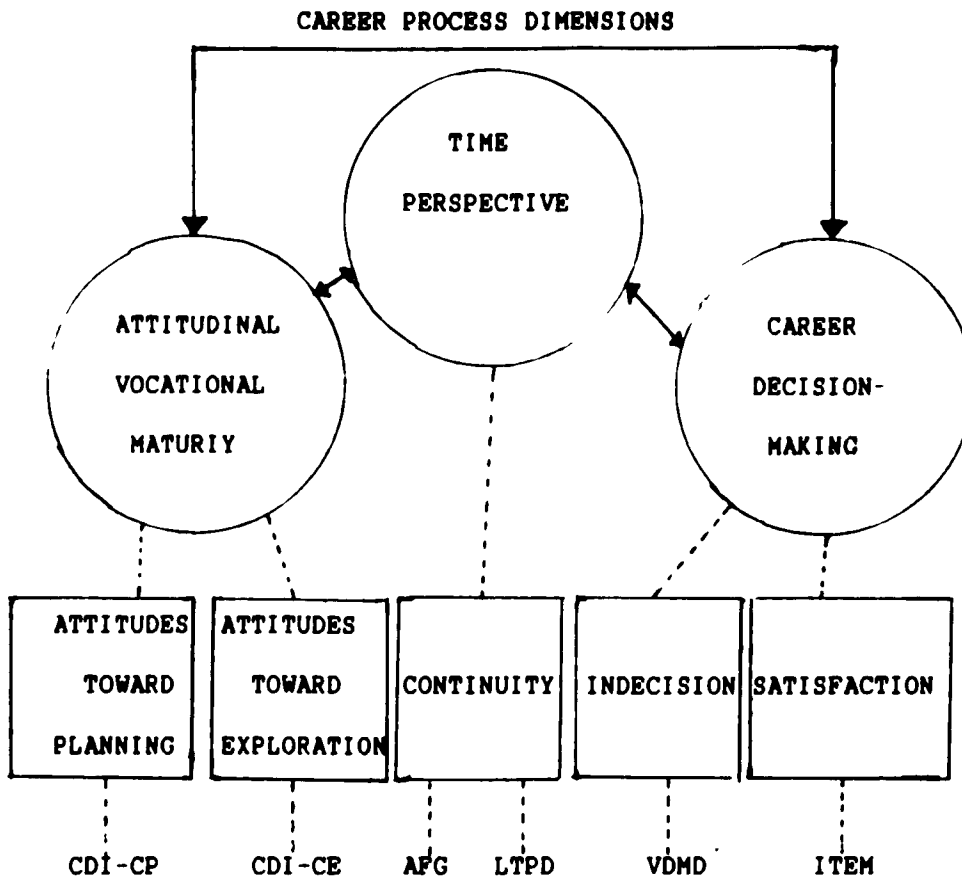 CAREER PROCESS DIMENSIONS
TIME
PERSPECTIVE
ATTITUDINAL
VOCATIONAL
MATURIY
CAREER
DECISION-
MAKING
ATTITUDES
TOWARD
PLANNING
ATTITUDES
TOWARD
EXPLORATION
CONTINUITY
INDECISION
SATISFACTION
CDI-CP
CDI-CE
AFG
LTPD
VDMD
ITEM